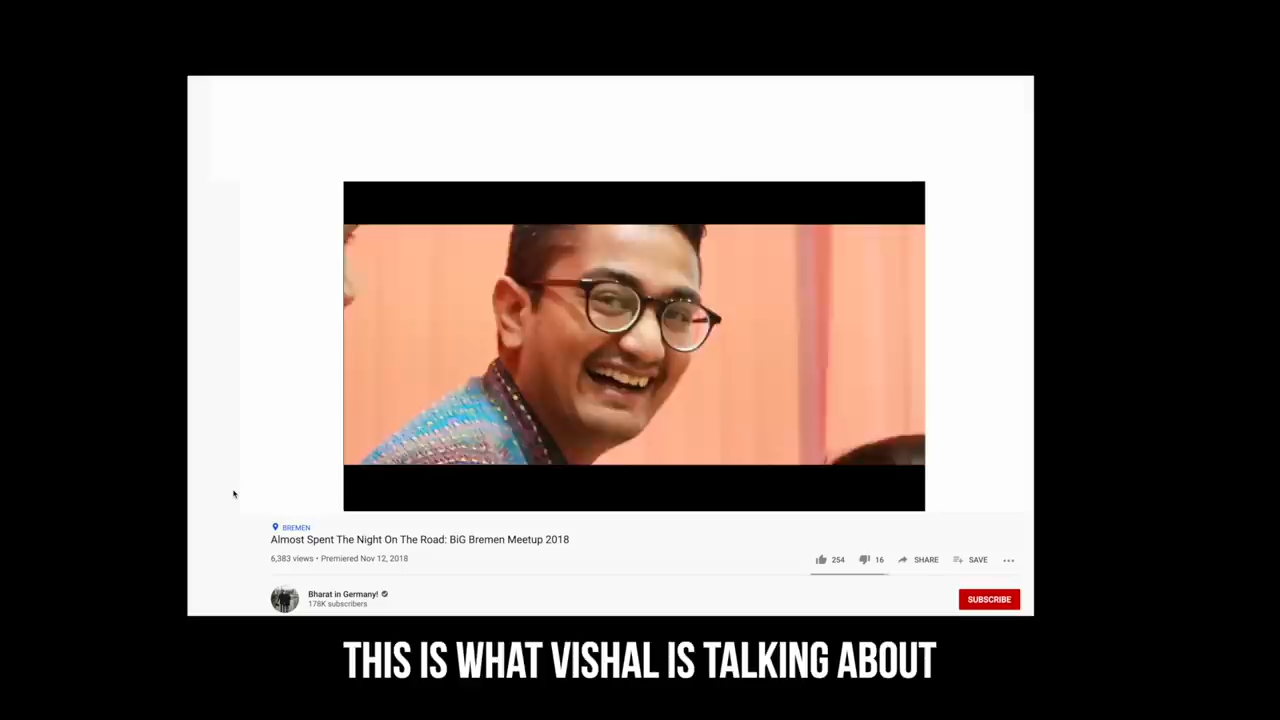 BREMEN
Almost Spent The Night On The Road: BiG Bremen Meetup 2018
6,383 views • Premiered Nov 12, 2018
254 16 SHARE SAVE
Bharat in Germany!
178K subscribers
SUBSCRIBE
THIS IS WHAT VISHAL IS TALKING ABOUT